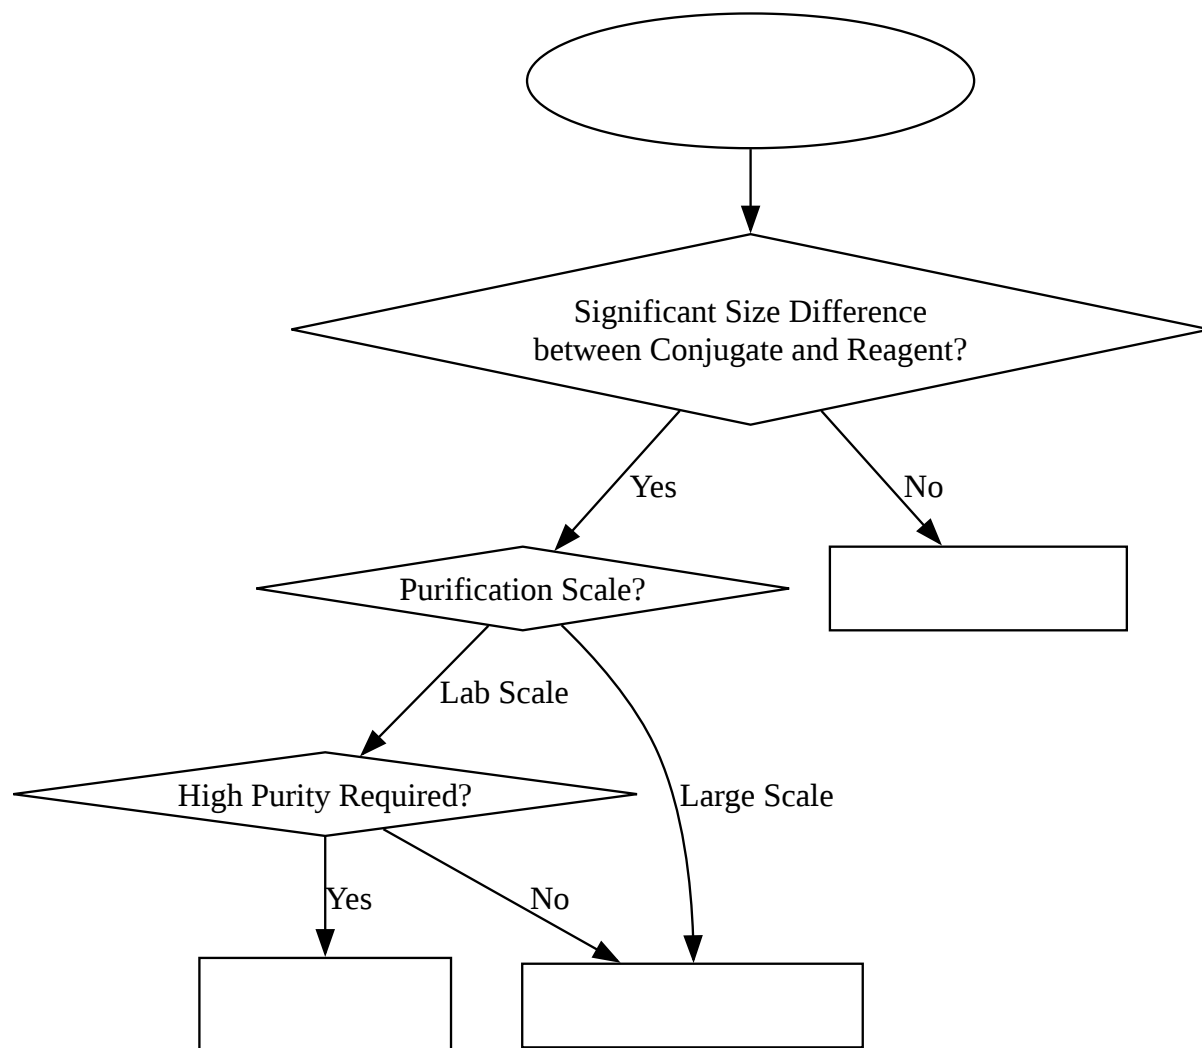 Significant Size Difference
between Conjugate and Reagent?
Yes
No
Purification Scale?
Lab Scale
High Purity Required?
Large Scale
Yes
No